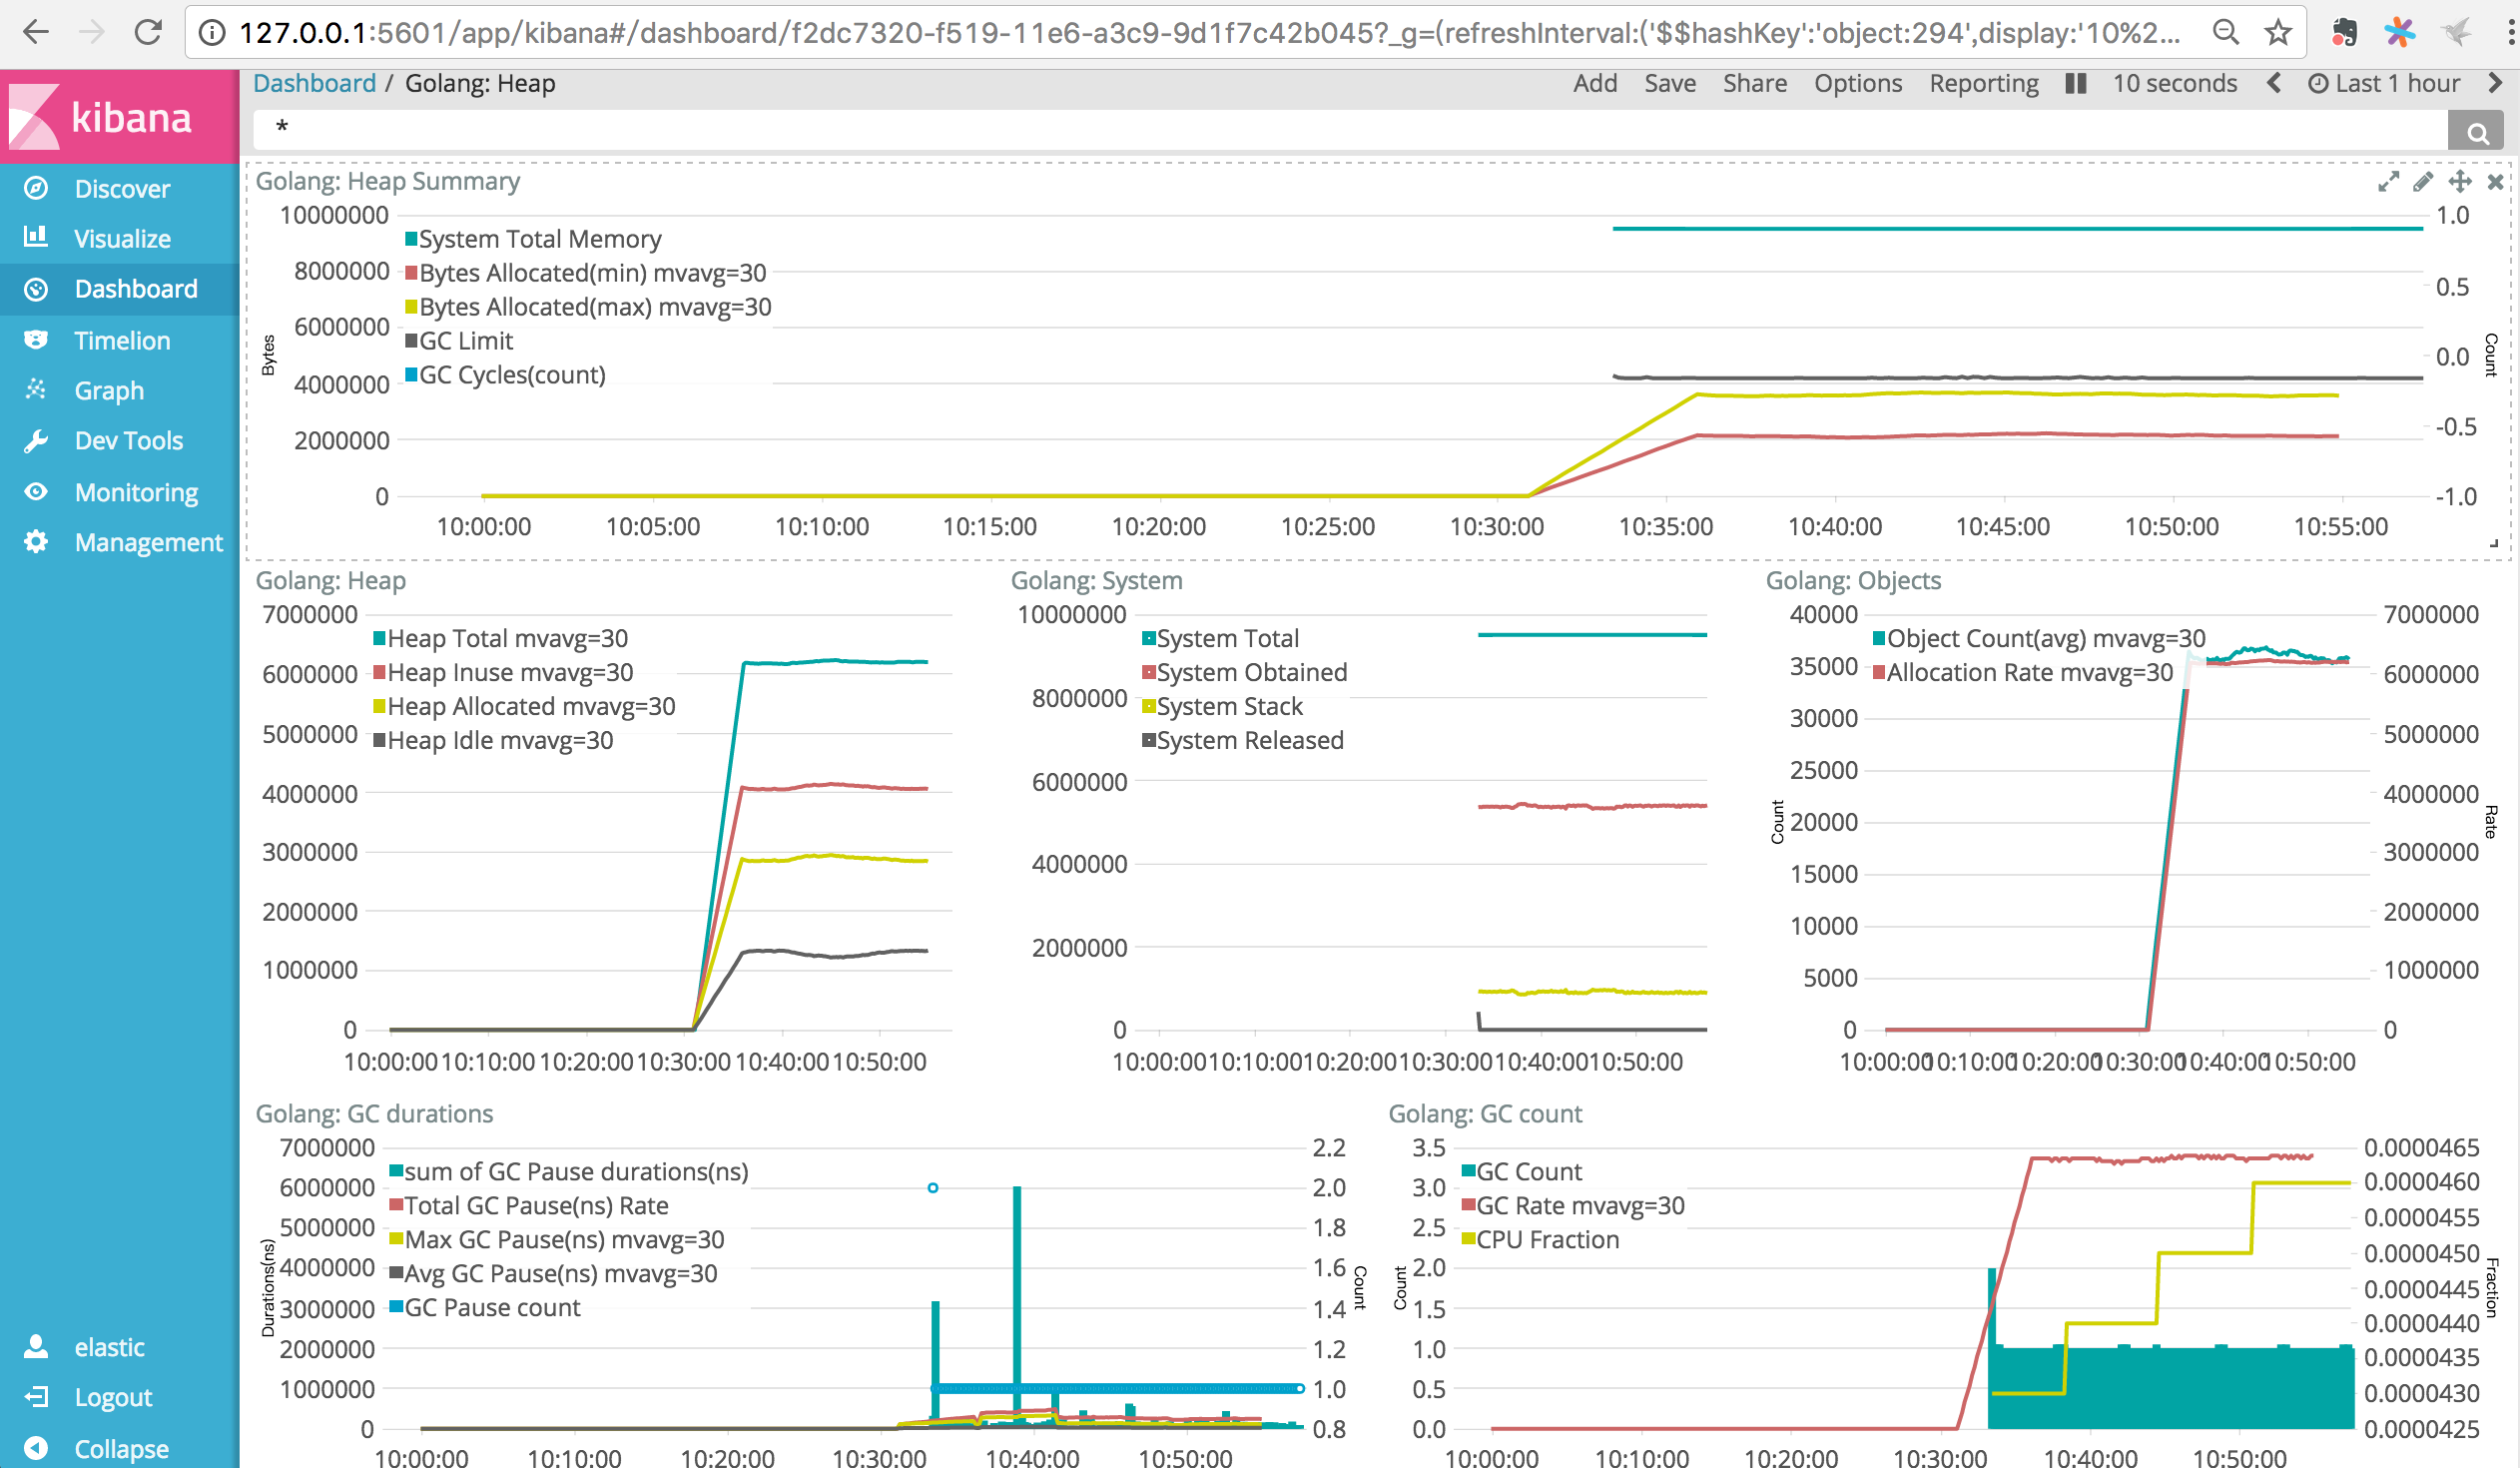 127.0.0.1:5601/app/kibana#/dashboard/f2dc7320-f519-11e6-a3c9-9d1f7c42b045?_g=(refreshInterval:('$$hashKey':'object:294',display:'10%2...
kibana
Discover
Visualize
Dashboard
Timelion
Graph
Dev Tools
Monitoring
Management
elastic
Logout
Collapse
Dashboard / Golang: Heap
Add Save Share Options Reporting 10 seconds Last 1 hour
*
Golang: Heap Summary
10000000
8000000
6000000
4000000
2000000
0
Bytes
System Total Memory
Bytes Allocated(min) mvavg=30
Bytes Allocated(max) mvavg=30
GC Limit
GC Cycles(count)
1.0
0.5
0.0
-0.5
-1.0
Count
10:00:00 10:05:00 10:10:00 10:15:00 10:20:00 10:25:00 10:30:00 10:35:00 10:40:00 10:45:00 10:50:00 10:55:00
Golang: Heap
7000000
6000000
5000000
4000000
3000000
2000000
1000000
0
Heap Total mvavg=30
Heap Inuse mvavg=30
Heap Allocated mvavg=30
Heap Idle mvavg=30
10:00:00 10:10:00 10:20:00 10:30:00 10:40:00 10:50:00
Golang: System
10000000
8000000
6000000
4000000
2000000
0
System Total
System Obtained
System Stack
System Released
10:00:00 10:10:00 10:20:00 10:30:00 10:40:00 10:50:00
Golang: Objects
40000
35000
30000
25000
20000
15000
10000
5000
0
Count
Object Count(avg) mvavg=30
Allocation Rate mvavg=30
7000000
6000000
5000000
4000000
3000000
2000000
1000000
0
Rate
10:00:00 10:10:00 10:20:00 10:30:00 10:40:00 10:50:00
Golang: GC durations
7000000
6000000
5000000
4000000
3000000
2000000
1000000
0
Durations(ns)
sum of GC Pause durations(ns)
Total GC Pause(ns) Rate
Max GC Pause(ns) mvavg=30
Avg GC Pause(ns) mvavg=30
GC Pause count
2.2
2.0
1.8
1.6
1.4
1.2
1.0
0.8
Count
10:00:00 10:10:00 10:20:00 10:30:00 10:40:00 10:50:00
Golang: GC count
3.5
3.0
2.5
2.0
1.5
1.0
0.5
0.0
Count
GC Count
GC Rate mvavg=30
CPU Fraction
0.0000465
0.0000460
0.0000455
0.0000450
0.0000445
0.0000440
0.0000435
0.0000430
0.0000425
Fraction
10:00:00 10:10:00 10:20:00 10:30:00 10:40:00 10:50:00